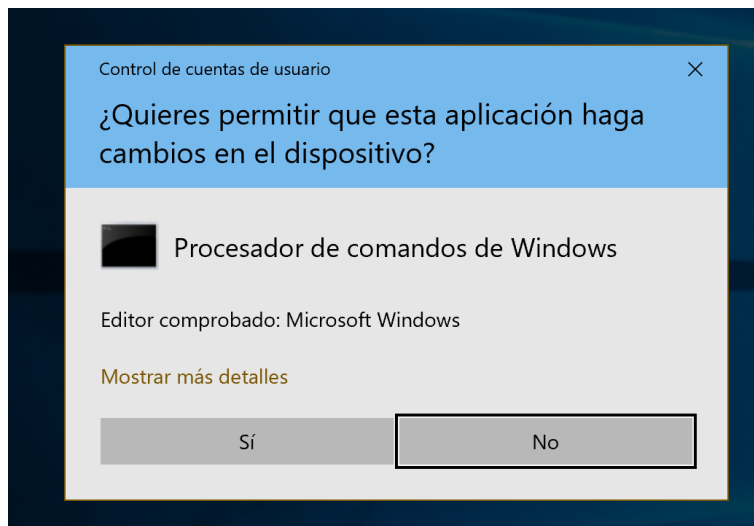 Control de cuentas de usuario
¿Quieres permitir que esta aplicación haga
cambios en el dispositivo?
Procesador de comandos de Windows
Editor comprobado: Microsoft Windows
Mostrar más detalles
Sí
No